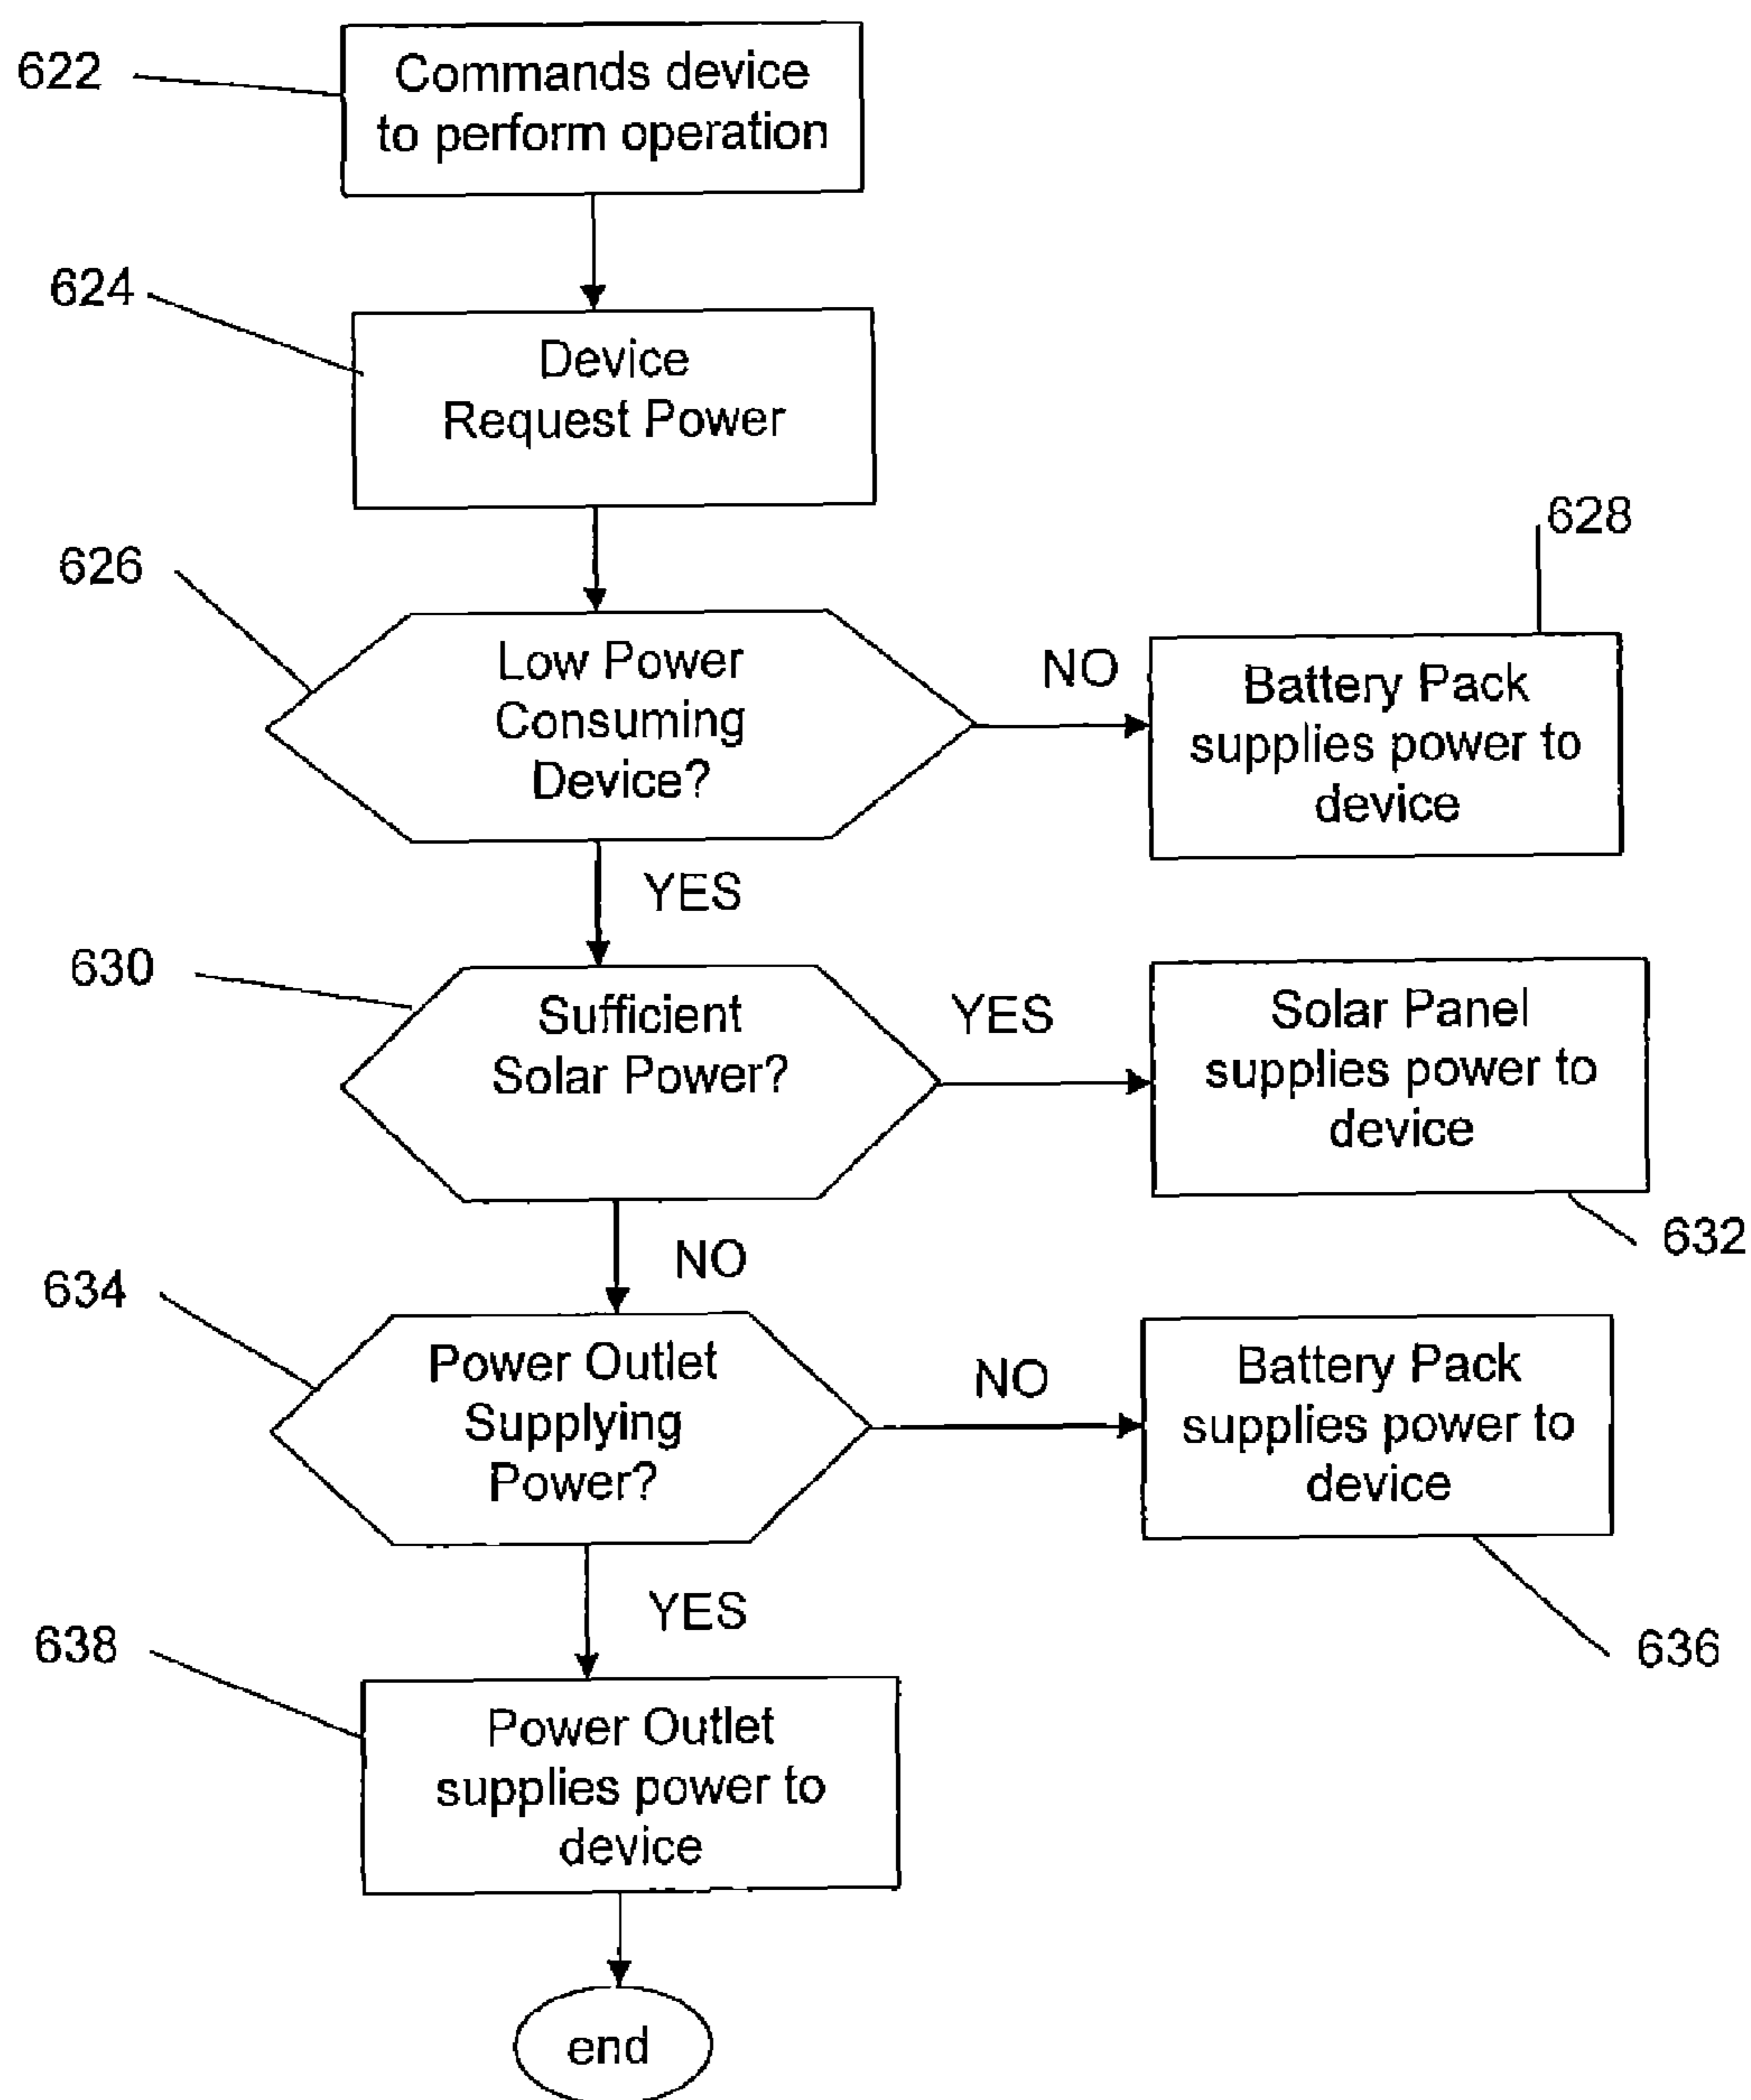 622
Commands device
to perform operation
624
Device
Request Power
626
Low Power
Consuming
Device?
NO
628
Battery Pack
supplies power to
device
YES
630
Sufficient
Solar Power?
YES
Solar Panel
supplies power to
device
632
NO
634
Power Outlet
Supplying
Power?
NO
Battery Pack
supplies power to
device
636
YES
638
Power Outlet
supplies power to
device
end